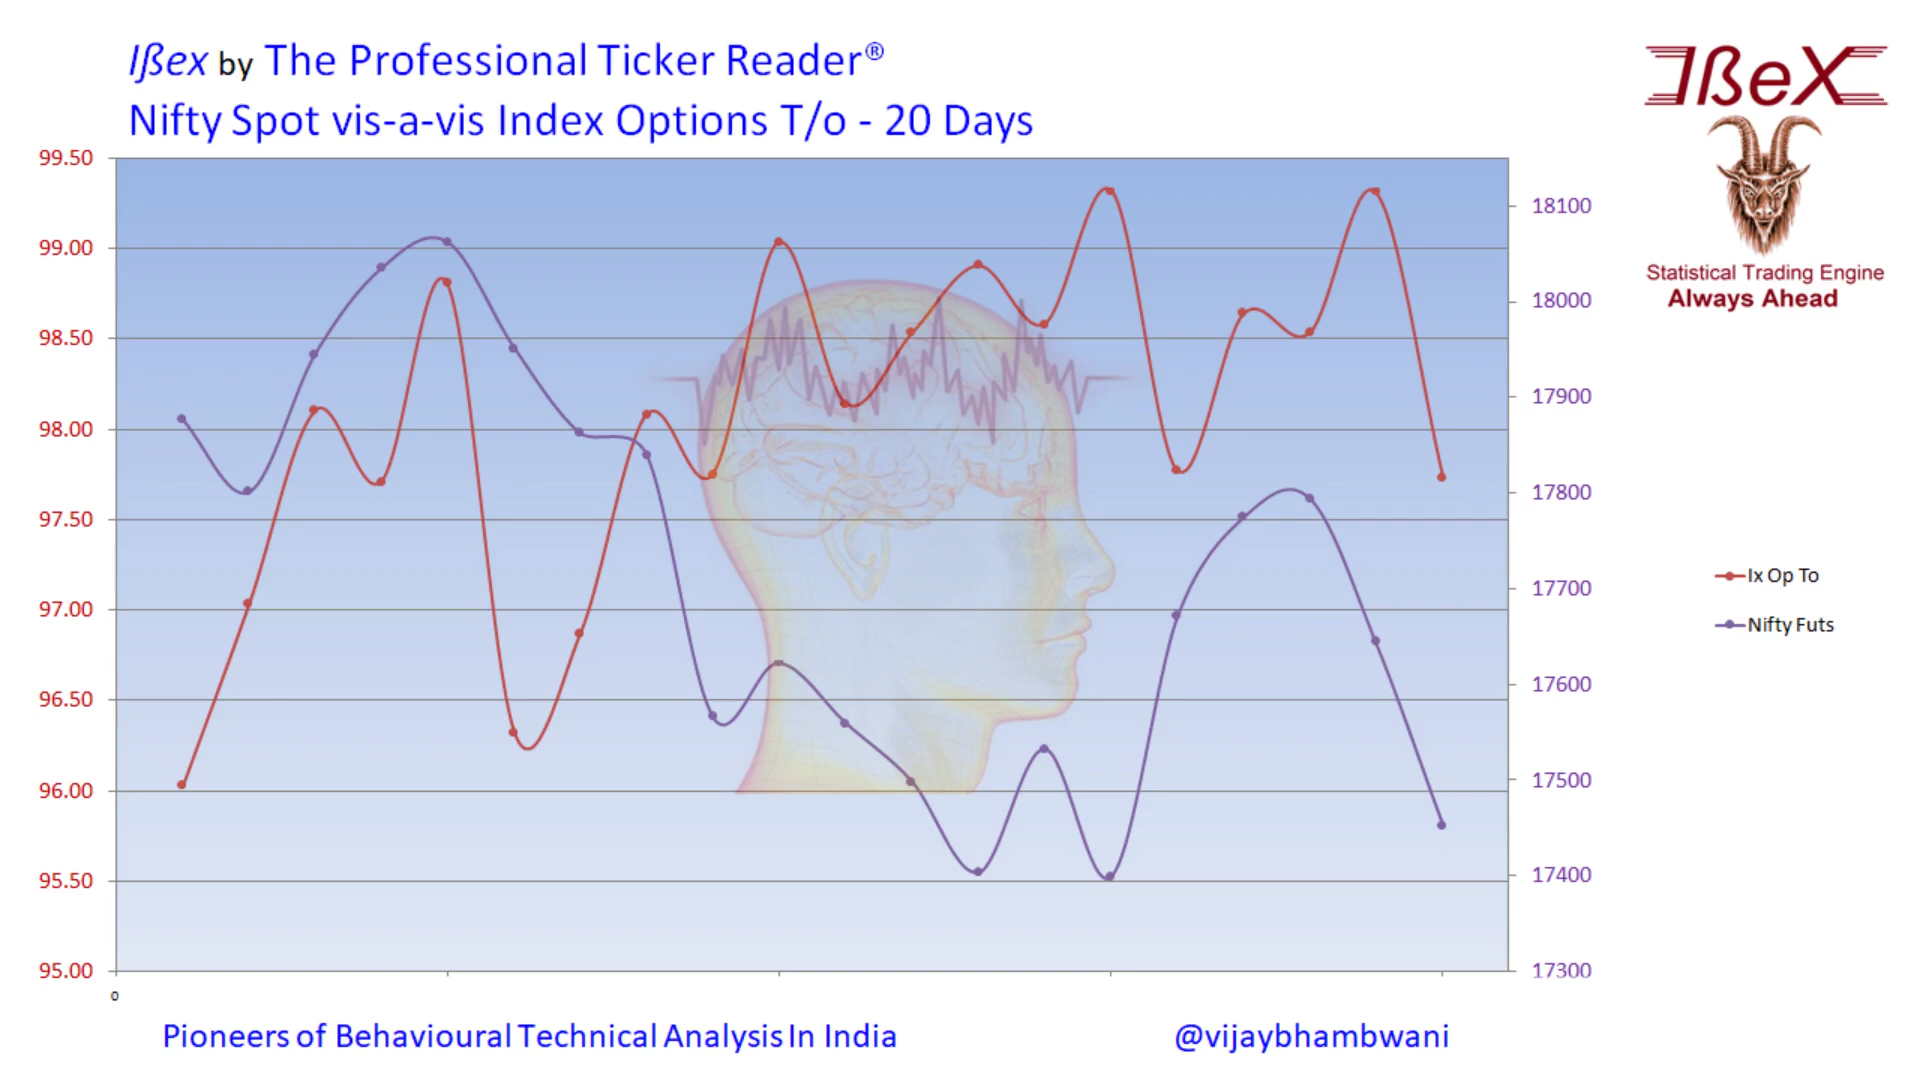 Ißex by The Professional Ticker Reader®
Nifty Spot vis-a-vis Index Options T/o - 20 Days
IßeX
Statistical Trading Engine
Always Ahead
99.50
99.00
98.50
98.00
97.50
97.00
96.50
96.00
95.50
95.00
18100
18000
17900
17800
17700
17600
17500
17400
17300
Ix Op To
Nifty Futs
0
Pioneers of Behavioural Technical Analysis In India
@vijaybhambwani